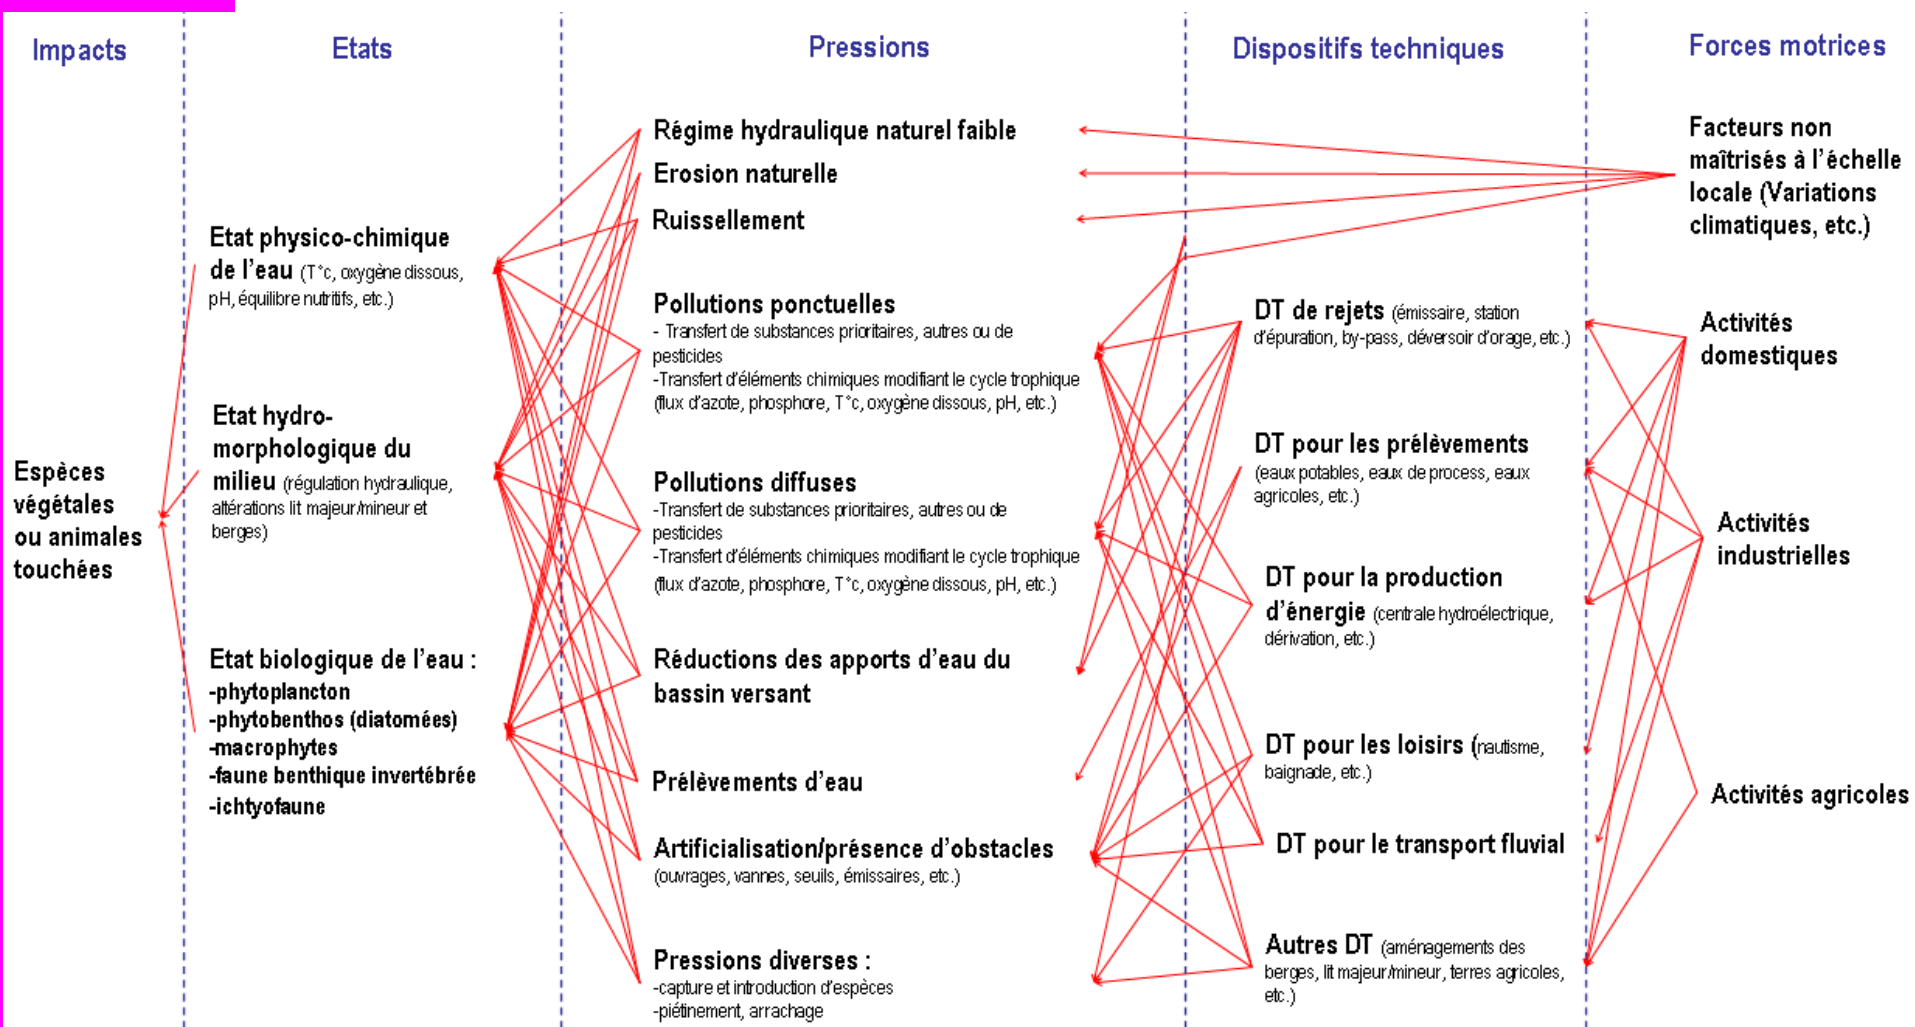 Impacts
Etats
Pressions
Dispositifs techniques
Forces motrices
Espèces
végétales
ou animales
touchées
Etat physico-chimique
de l'eau (T°c, oxygène dissous,
pH, équilibre nutritifs, etc.)
Etat hydro-
morphologique du
milieu (régulation hydraulique,
altérations lit majeur/mineur et
berges)
Etat biologique de l'eau :
-phytoplancton
-phytobenthos (diatomées)
-macrophytes
-faune benthique invertébrée
-ichtyofaune
Régime hydraulique naturel faible
Erosion naturelle
Ruissellement
Pollutions ponctuelles
- Transfert de substances prioritaires, autres ou de
pesticides
-Transfert d'éléments chimiques modifiant le cycle trophique
(flux d'azote, phosphore, T°c, oxygène dissous, pH, etc.)
Pollutions diffuses
-Transfert de substances prioritaires, autres ou de
pesticides
-Transfert d'éléments chimiques modifiant le cycle trophique
(flux d'azote, phosphore, T°c, oxygène dissous, pH, etc.)
Réductions des apports d'eau du
bassin versant
Prélèvements d'eau
Artificialisation/présence d'obstacles
(ouvrages, vannes, seuils, émissaires, etc.)
Pressions diverses :
-capture et introduction d'espèces
-piétinement, arrachage
DT de rejets (émissaire, station
d'épuration, by-pass, déversoir d'orage, etc.)
DT pour les prélèvements
(eaux potables, eaux de process, eaux
agricoles, etc.)
DT pour la production
d'énergie (centrale hydroélectrique,
dérivation, etc.)
DT pour les loisirs (nautisme,
baignade, etc.)
DT pour le transport fluvial
Autres DT (aménagements des
berges, lit majeur/mineur, terres agricoles,
etc.)
Facteurs non
maîtrisés à l'échelle
locale (Variations
climatiques, etc.)
Activités
domestiques
Activités
industrielles
Activités agricoles